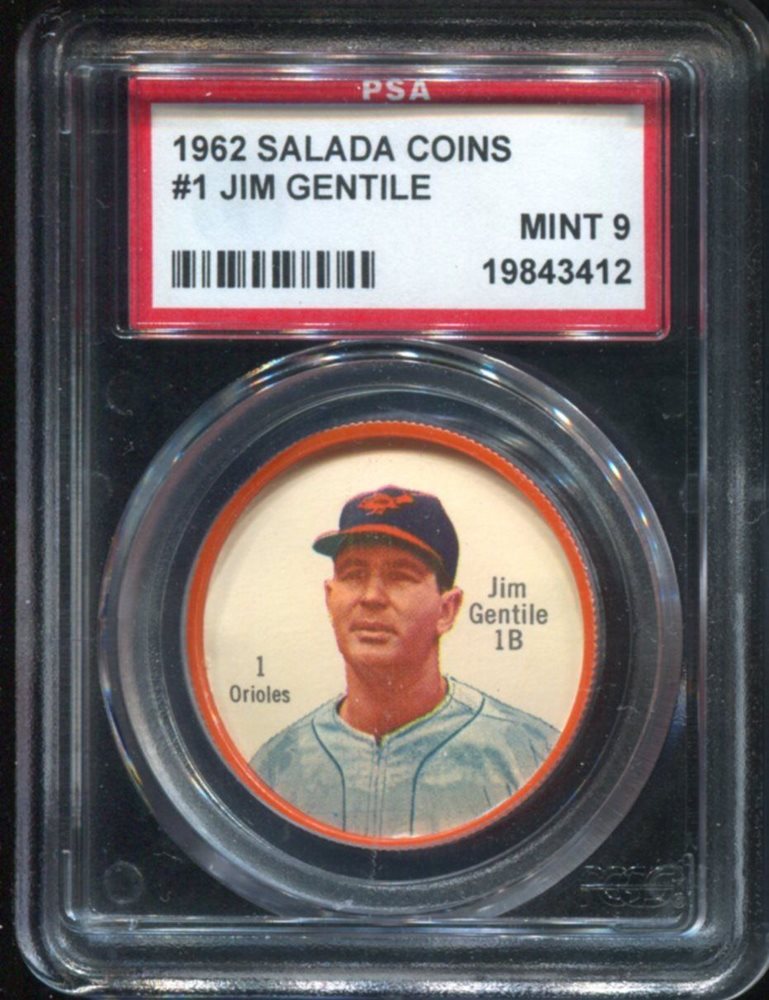 PSA
1962 SALADA COINS
#1 JIM GENTILE
MINT 9
19843412
Jim
Gentile
1B
1
Orioles